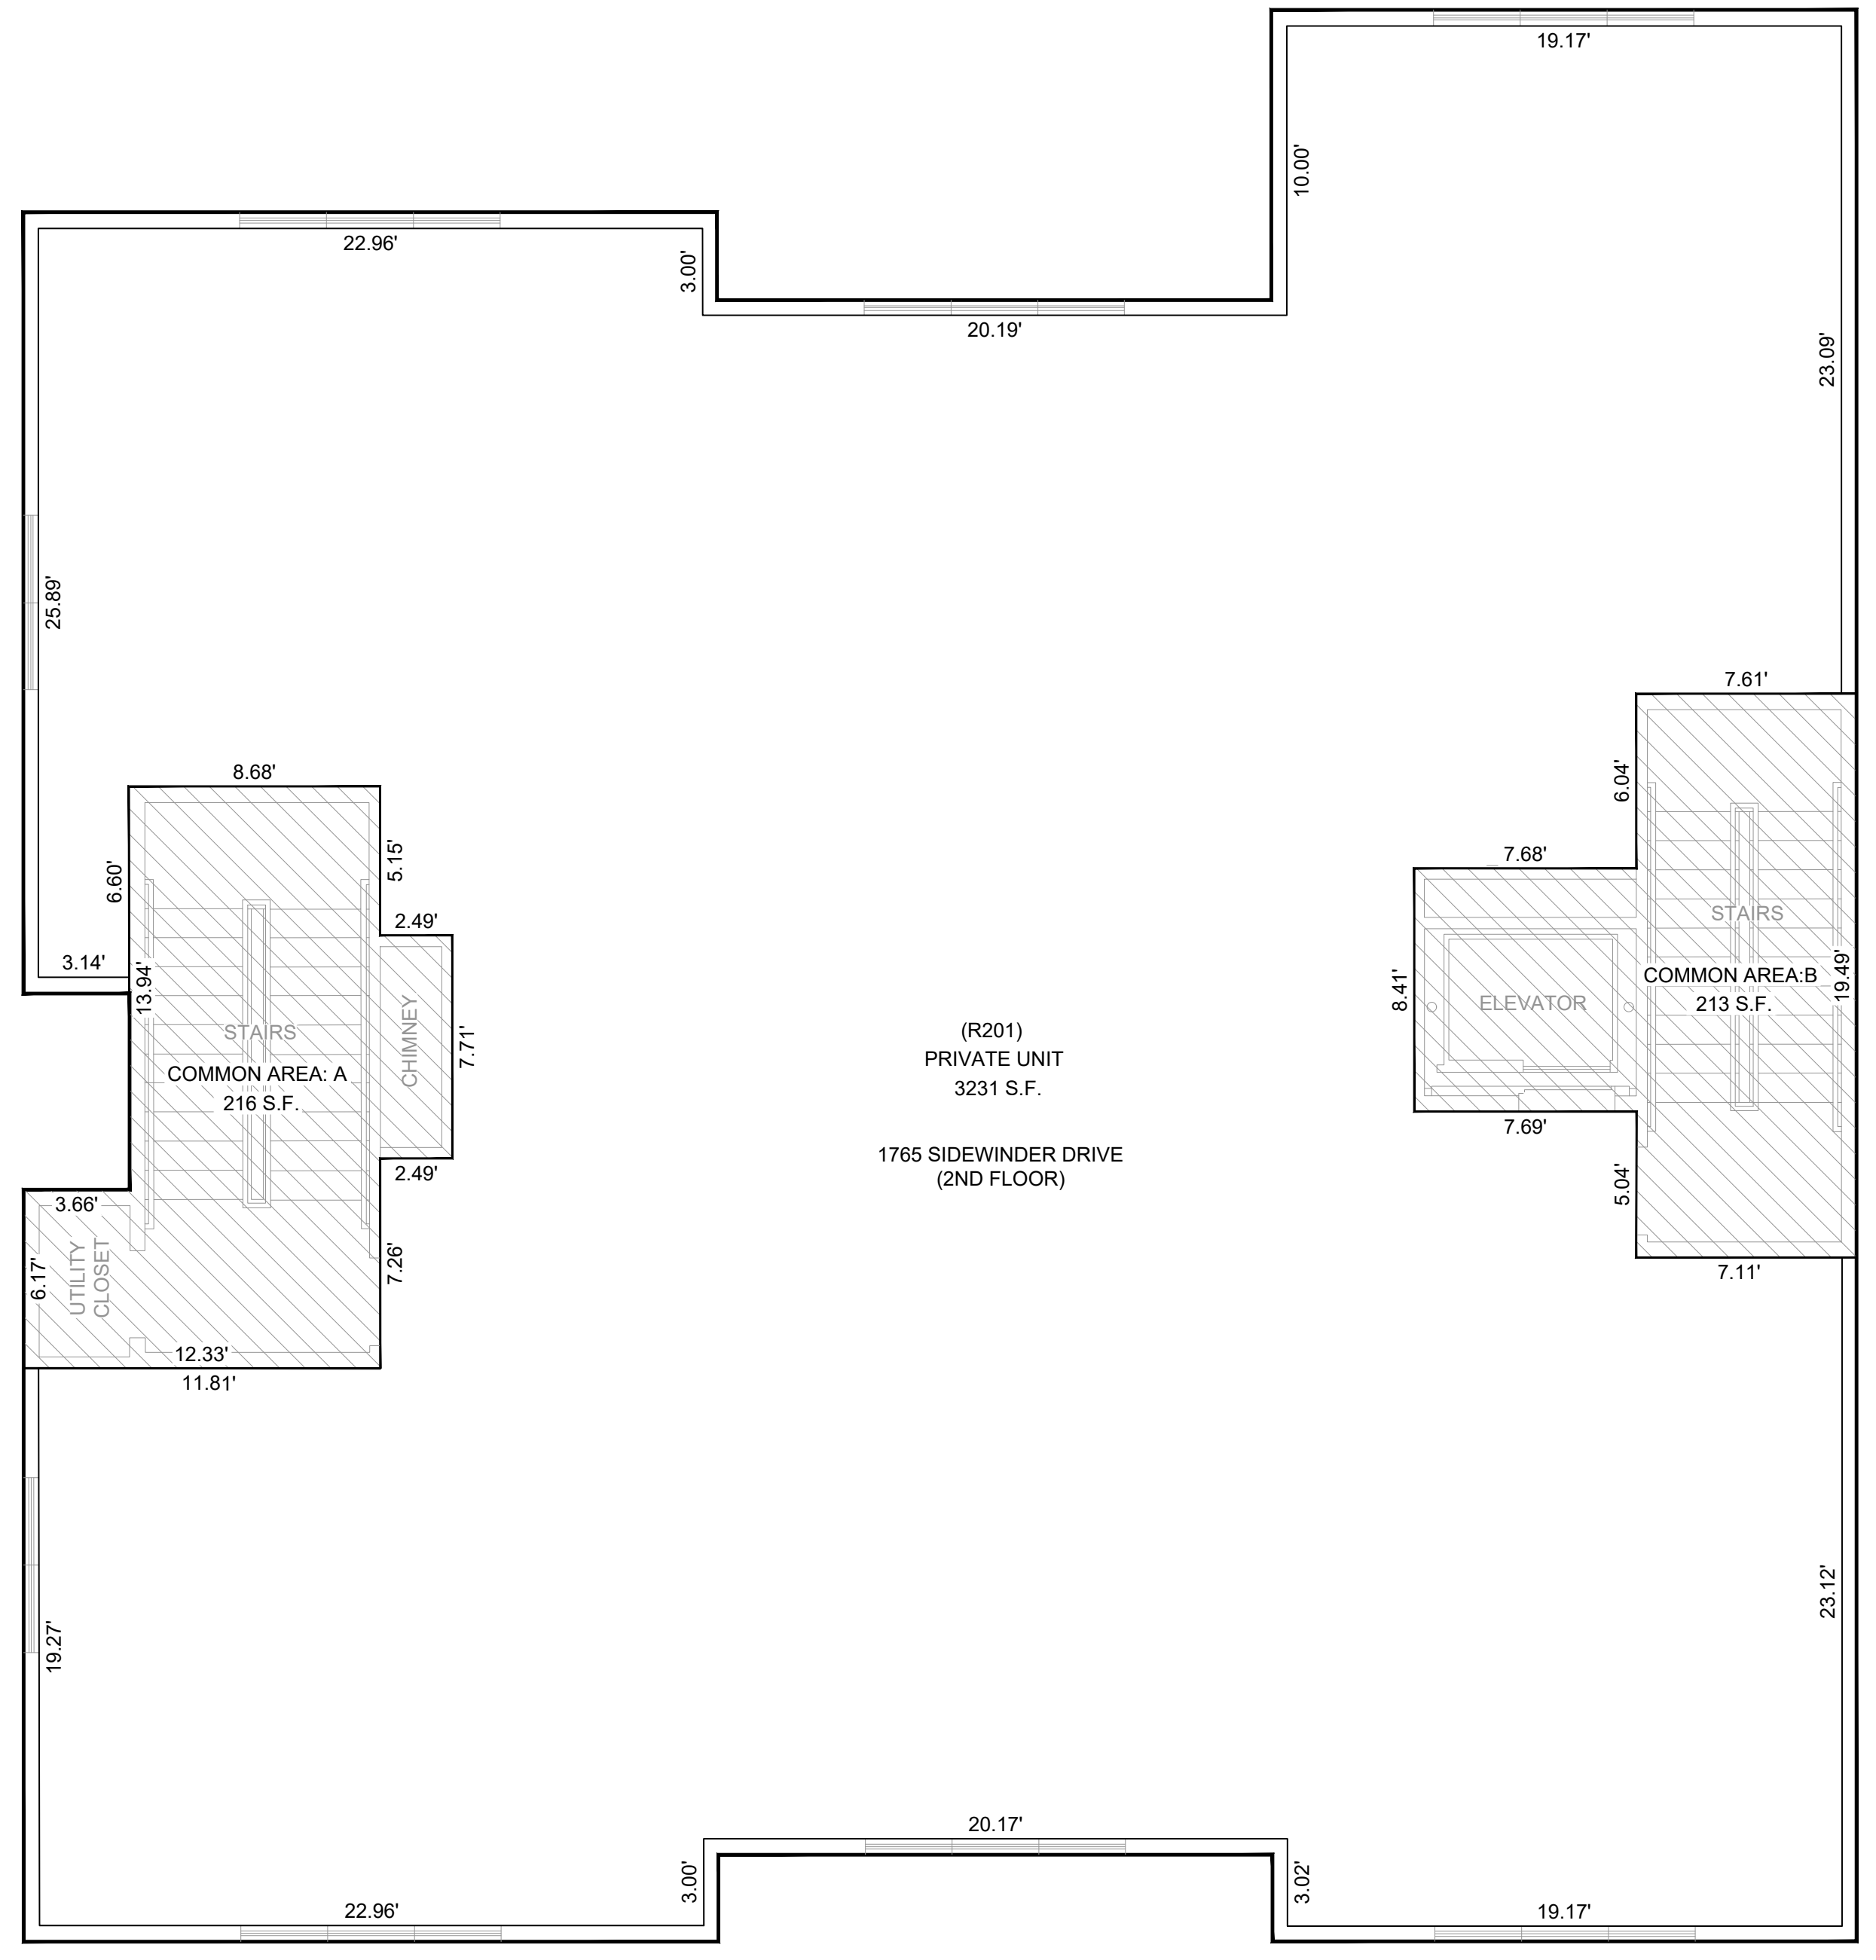 19.17'
10.00'
22.96'
3.00'
20.19'
23.09'
25.89'
7.61'
8.68'
6.04'
5.15'
7.68'
6.60'
2.49'
STAIRS
3.14'
13.94'
COMMON AREA:B
19.49'
213 S.F.
8.41'
ELEVATOR
STAIRS
CHIMNEY
7.71'
(R201)
PRIVATE UNIT
3231 S.F.
COMMON AREA: A
216 S.F.
7.69'
1765 SIDEWINDER DRIVE
(2ND FLOOR)
2.49'
5.04'
3.66'
6.17'
UTILITY
CLOSET
7.26'
7.11'
12.33'
11.81'
23.12'
19.27'
20.17'
3.00'
3.02'
22.96'
19.17'